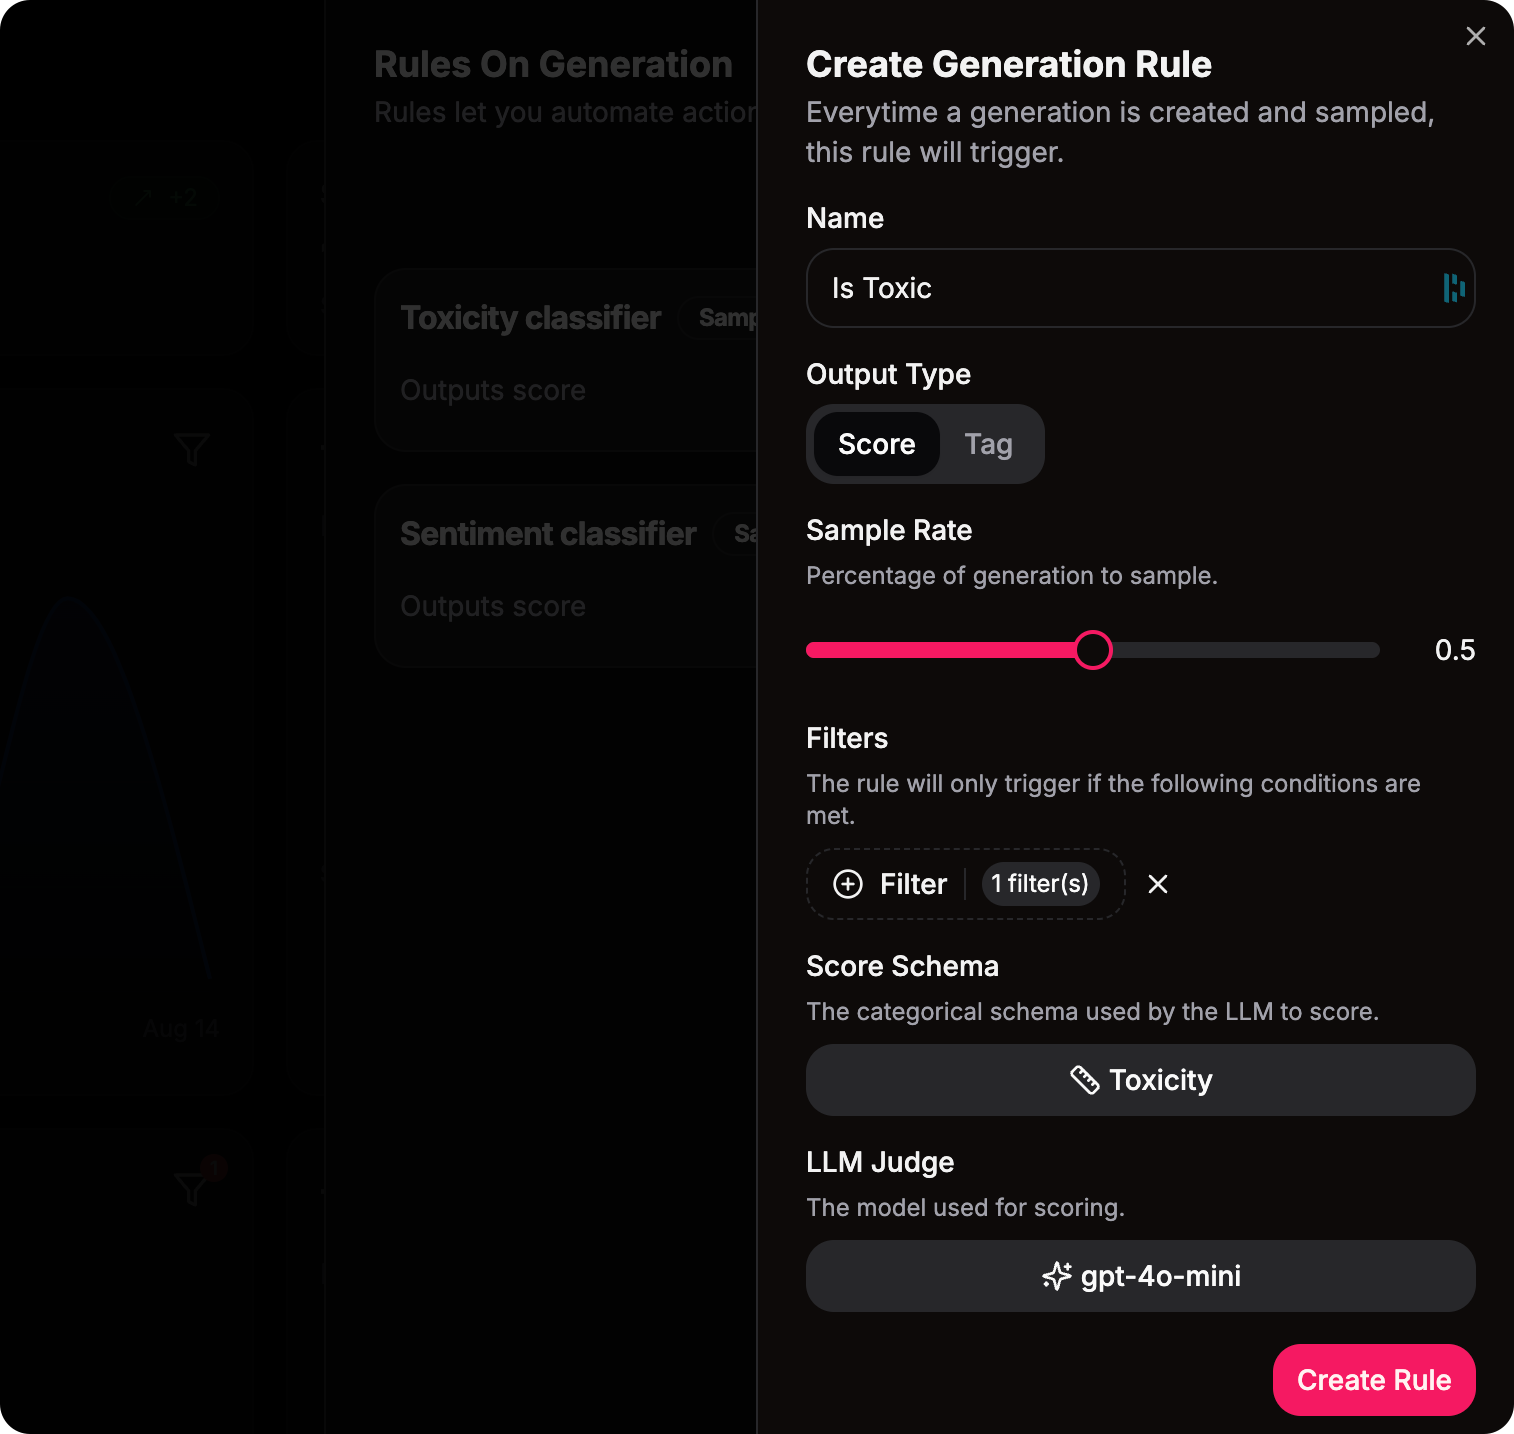 Rules On Generation
Rules let you automate action
+2
Toxicity classifier
Samp
Outputs score
Sentiment classifier
Sa
Outputs score
Aug 14
1
Create Generation Rule
Everytime a generation is created and sampled,
this rule will trigger.
Name
Is Toxic
Output Type
Score Tag
Sample Rate
Percentage of generation to sample.
0.5
Filters
The rule will only trigger if the following conditions are
met.
Filter 1 filter(s)
Score Schema
The categorical schema used by the LLM to score.
Toxicity
LLM Judge
The model used for scoring.
gpt-4o-mini
Create Rule